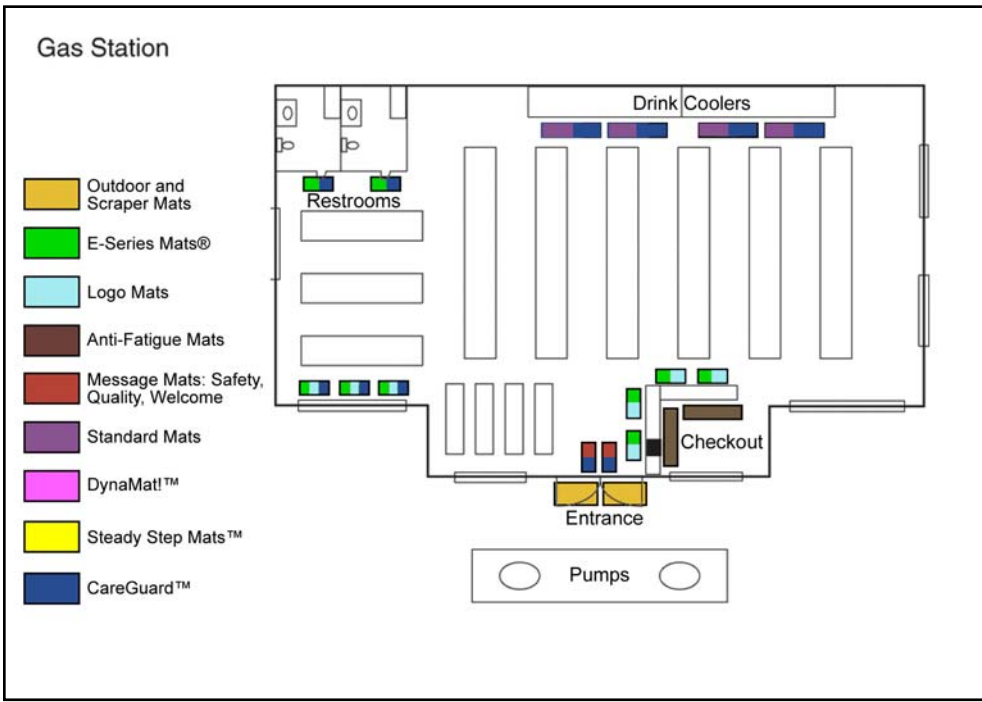 Gas Station
Drink Coolers
Restrooms
Outdoor and
Scraper Mats
E-Series Mats®
Logo Mats
Anti-Fatigue Mats
Message Mats: Safety,
Quality, Welcome
Standard Mats
DynaMat!™
Steady Step Mats™
CareGuard™
Checkout
Entrance
Pumps